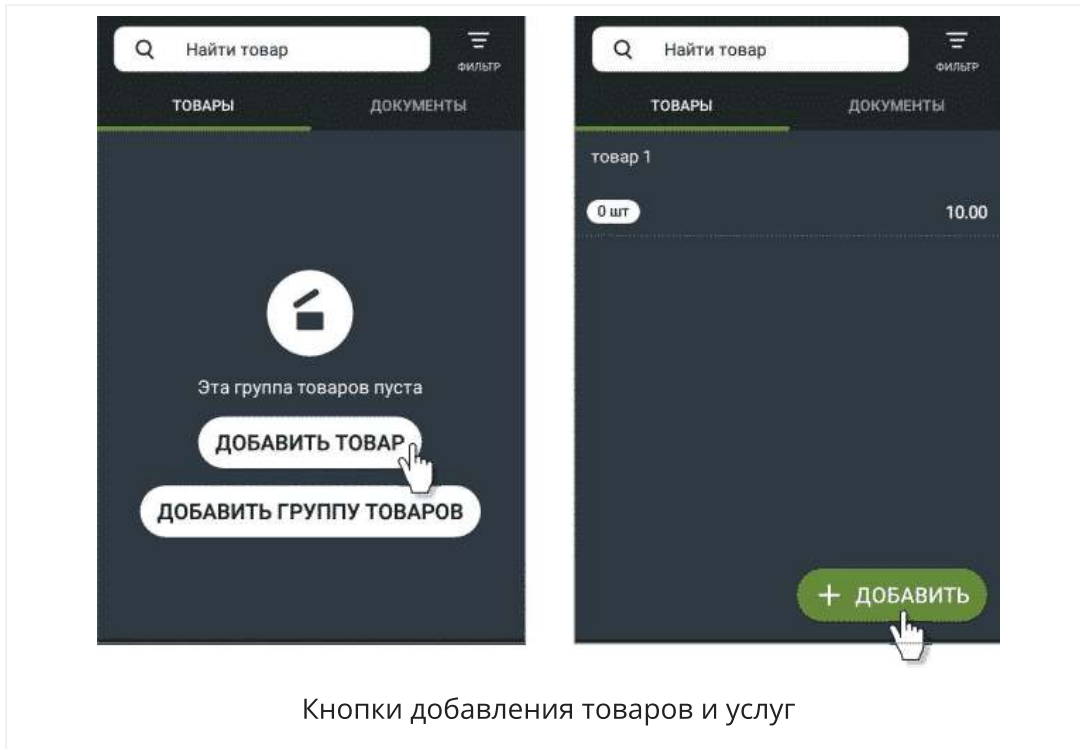 Найти товар
ФИЛЬТР
ТОВАРЫ
ДОКУМЕНТЫ
Эта группа товаров пуста
ДОБАВИТЬ ТОВАР
ДОБАВИТЬ ГРУППУ ТОВАРОВ
Найти товар
ФИЛЬТР
ТОВАРЫ
ДОКУМЕНТЫ
товар 1
0 шт
10.00
+ ДОБАВИТЬ
Кнопки добавления товаров и услуг